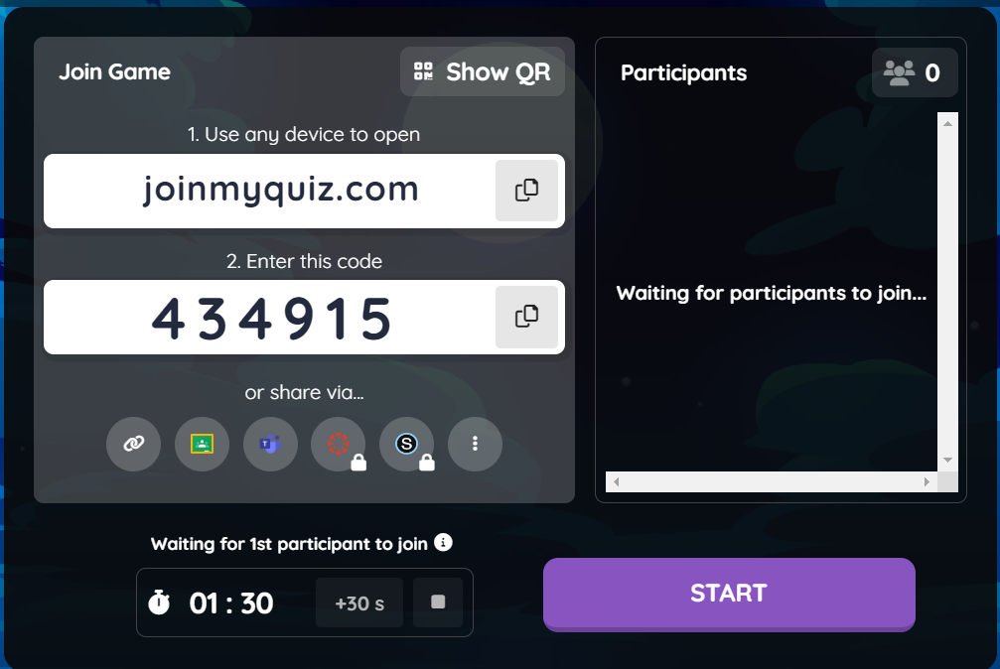 Join Game
Show QR
1. Use any device to open
joinmyquiz.com
2. Enter this code
434915
or share via...
Participants
0
Waiting for participants to join...
Waiting for 1st participant to join
01 : 30
+30 s
START